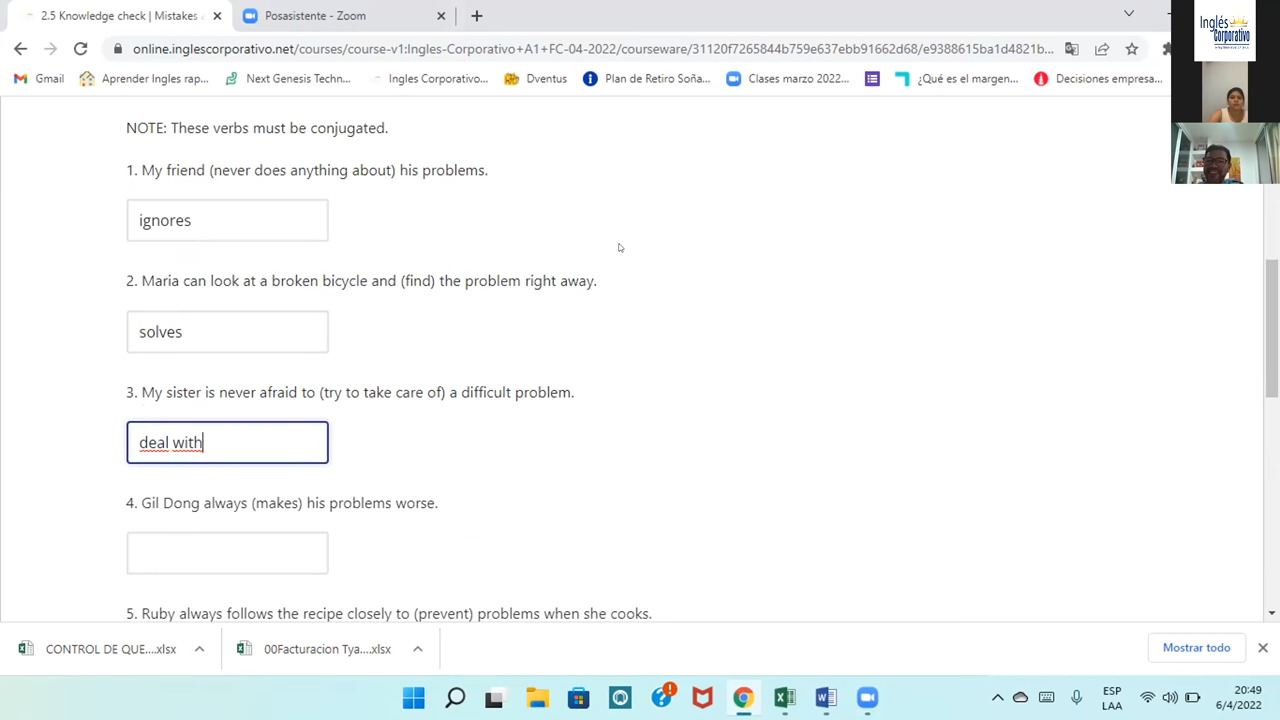 2.5 Knowledge check | Mistakes
Posasistente - Zoom
online.inglescorporativo.net/courses/course-v1:Ingles-Corporativo+A1+FC-04-2022/courseware/31120f7265844b759e637ebb91662d68/e9388615ba1d4821b...
Gmail Aprender Ingles rap... Next Genesis Techn... Ingles Corporativo... Dventus Plan de Retiro Soña... Clases marzo 2022... ¿Qué es el margen... Decisiones empresa...
Inglés
Corporativo
NOTE: These verbs must be conjugated.
1. My friend (never does anything about) his problems.
ignores
2. Maria can look at a broken bicycle and (find) the problem right away.
solves
3. My sister is never afraid to (try to take care of) a difficult problem.
deal with
4. Gil Dong always (makes) his problems worse.
5. Ruby always follows the recipe closely to (prevent) problems when she cooks.
CONTROL DE QUE....xlsx 00Facturacion Tya....xlsx Mostrar todo
ESP
LAA
20:49
6/4/2022